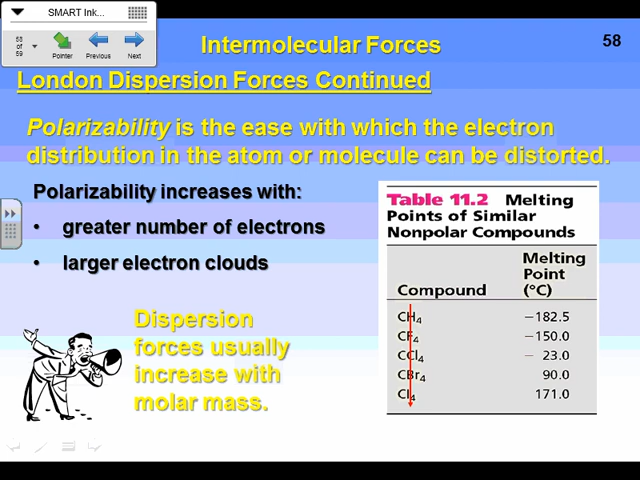 SMART Ink...
58
of
59
Pointer
Previous
Next
58
Intermolecular Forces
London Dispersion Forces Continued
Polarizability is the ease with which the electron
distribution in the atom or molecule can be distorted.
Polarizability increases with:
• greater number of electrons
• larger electron clouds
Dispersion
forces usually
increase with
molar mass.
Table 11.2 Melting
Points of Similar
Nonpolar Compounds
Melting
Point
Compound (°C)
CH₄ −182.5
CF₄ −150.0
CCl₄ − 23.0
CBr₄ 90.0
CI₄ 171.0